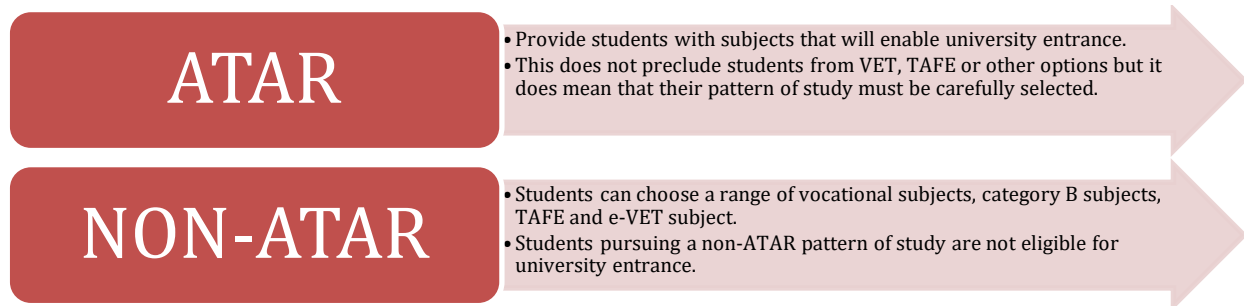 ATAR
• Provide students with subjects that will enable university entrance.
• This does not preclude students from VET, TAFE or other options but it
does mean that their pattern of study must be carefully selected.
NON-ATAR
• Students can choose a range of vocational subjects, category B subjects,
TAFE and e-VET subject.
• Students pursuing a non-ATAR pattern of study are not eligible for
university entrance.